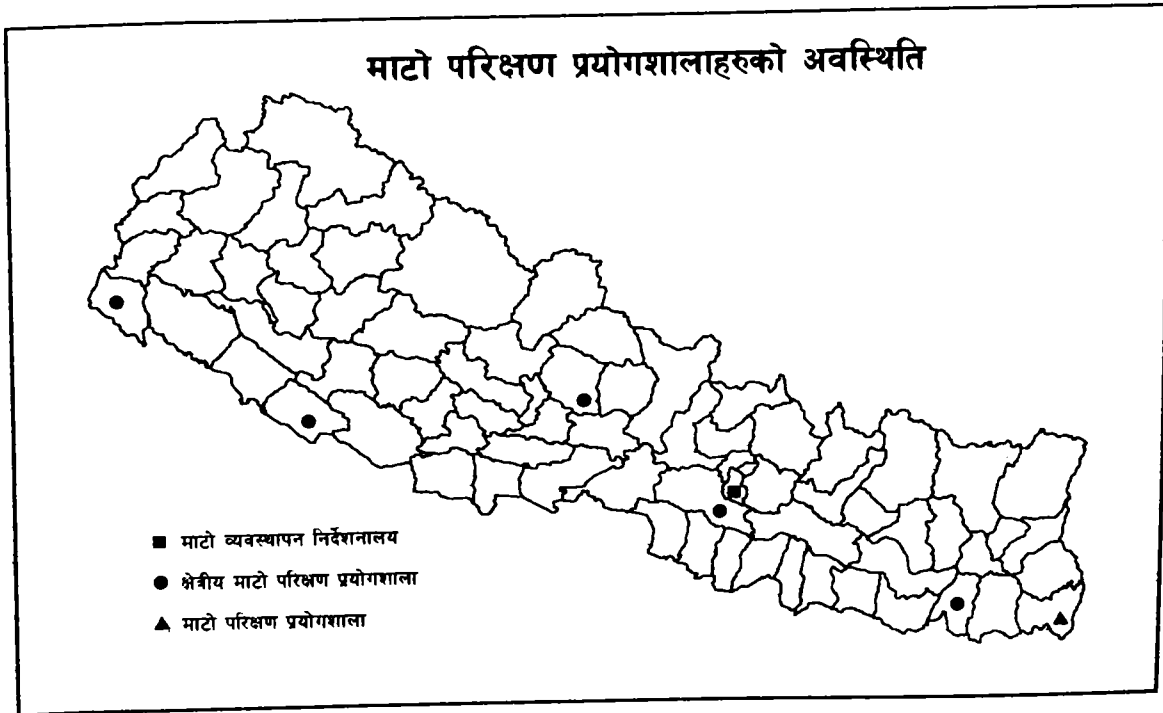 माटो परिक्षण प्रयोगशालाहरुको अवस्थिति
माटो व्यवस्थापन निर्देशनालय
क्षेत्रीय माटो परिक्षण प्रयोगशाला
माटो परिक्षण प्रयोगशाला